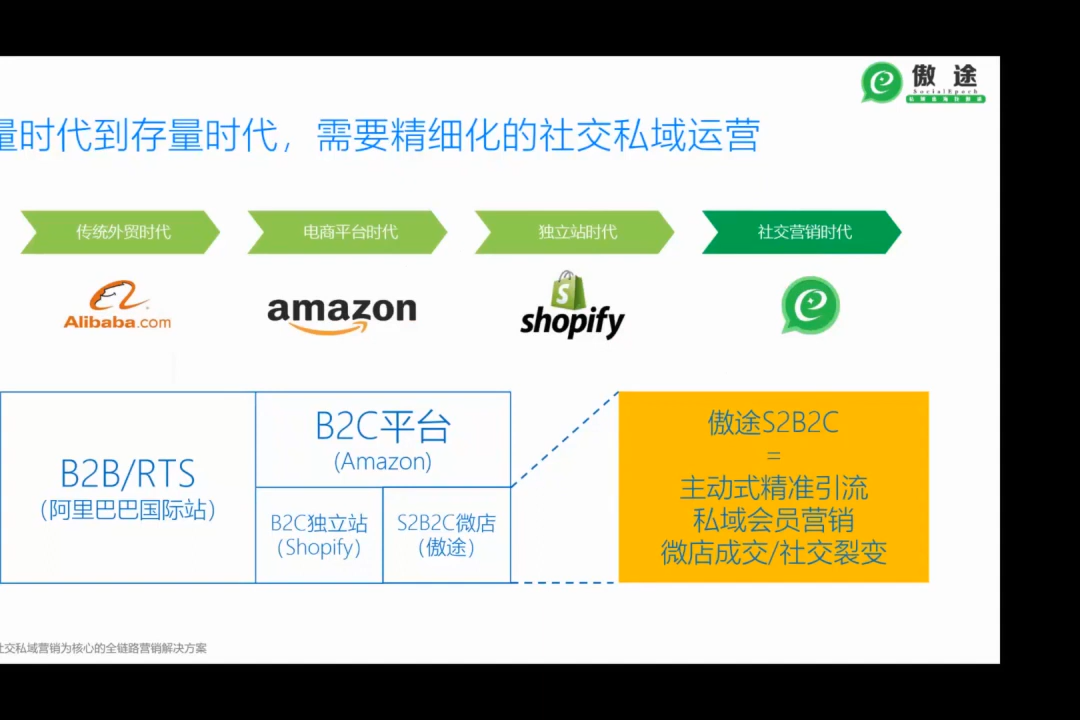 傲途
SocialEpoch
量时代到存量时代，需要精细化的社交私域运营
传统外贸时代
电商平台时代
独立站时代
社交营销时代
Alibaba.com
amazon
shopify
B2B/RTS
（阿里巴巴国际站）
B2C平台
(Amazon)
B2C独立站
（Shopify）
S2B2C微店
（傲途）
傲途S2B2C
=
主动式精准引流
私域会员营销
微店成交/社交裂变
社交私域营销为核心的全链路营销解决方案